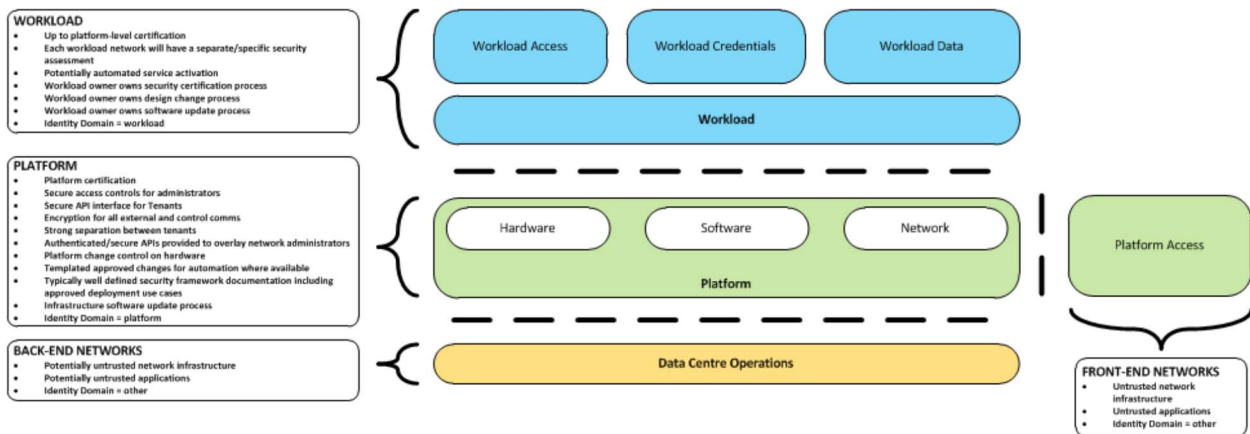 WORKLOAD
• Up to platform-level certification
• Each workload network will have a separate/specific security
assessment
• Potentially automated service activation
• Workload owner owns security certification process
• Workload owner owns design change process
• Workload owner owns software update process
• Identity Domain = workload
Workload Access
Workload Credentials
Workload Data
Workload
PLATFORM
• Platform certification
• Secure access controls for administrators
• Secure API interface for Tenants
• Encryption for all external and control comms
• Strong separation between tenants
• Authenticated/secure APIs provided to overlay network administrators
• Platform change control on hardware
• Templated approved changes for automation where available
• Typically well defined security framework documentation including
approved deployment use cases
• Infrastructure software update process
• Identity Domain = platform
Hardware
Software
Network
Platform
Platform Access
BACK-END NETWORKS
• Potentially untrusted network infrastructure
• Potentially untrusted applications
• Identity Domain = other
Data Centre Operations
FRONT-END NETWORKS
• Untrusted network
infrastructure
• Untrusted applications
• Identity Domain = other